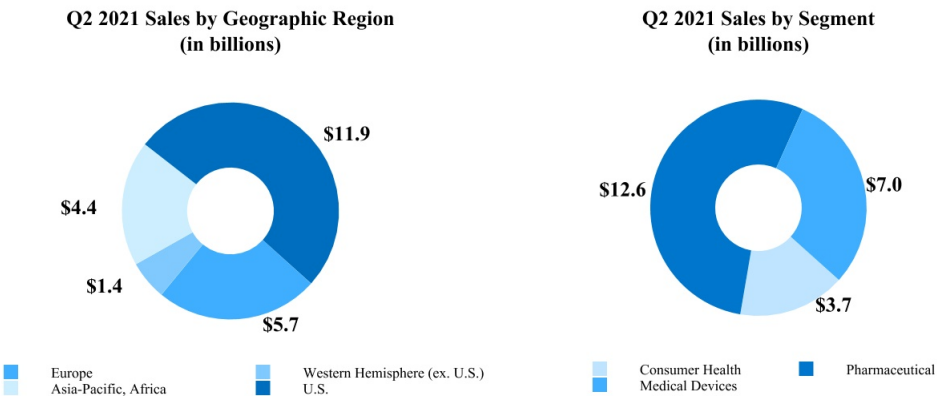 Q2 2021 Sales by Geographic Region
(in billions)
$11.9
$4.4
$1.4
$5.7
Europe
Western Hemisphere (ex. U.S.)
Asia-Pacific, Africa
U.S.
Q2 2021 Sales by Segment
(in billions)
$12.6
$7.0
$3.7
Consumer Health
Pharmaceutical
Medical Devices